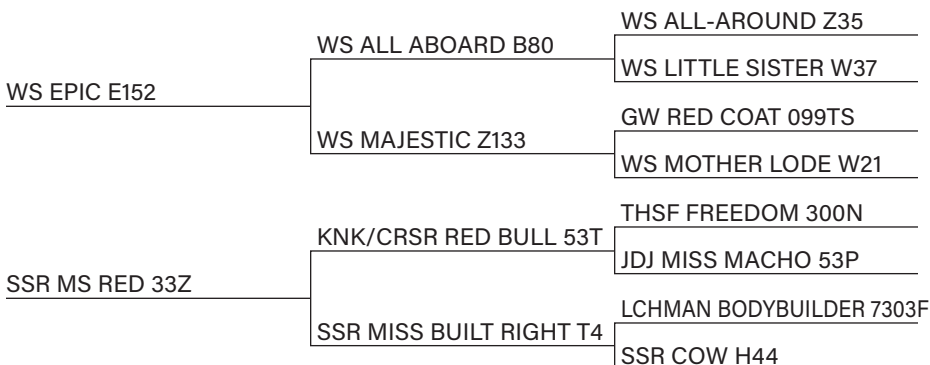 WS ALL-AROUND Z35
WS ALL ABOARD B80
WS LITTLE SISTER W37
WS EPIC E152
GW RED COAT 099TS
WS MAJESTIC Z133
WS MOTHER LODE W21
THSF FREEDOM 300N
KNK/CRSR RED BULL 53T
JDJ MISS MACHO 53P
SSR MS RED 33Z
LCHMAN BODYBUILDER 7303F
SSR MISS BUILT RIGHT T4
SSR COW H44